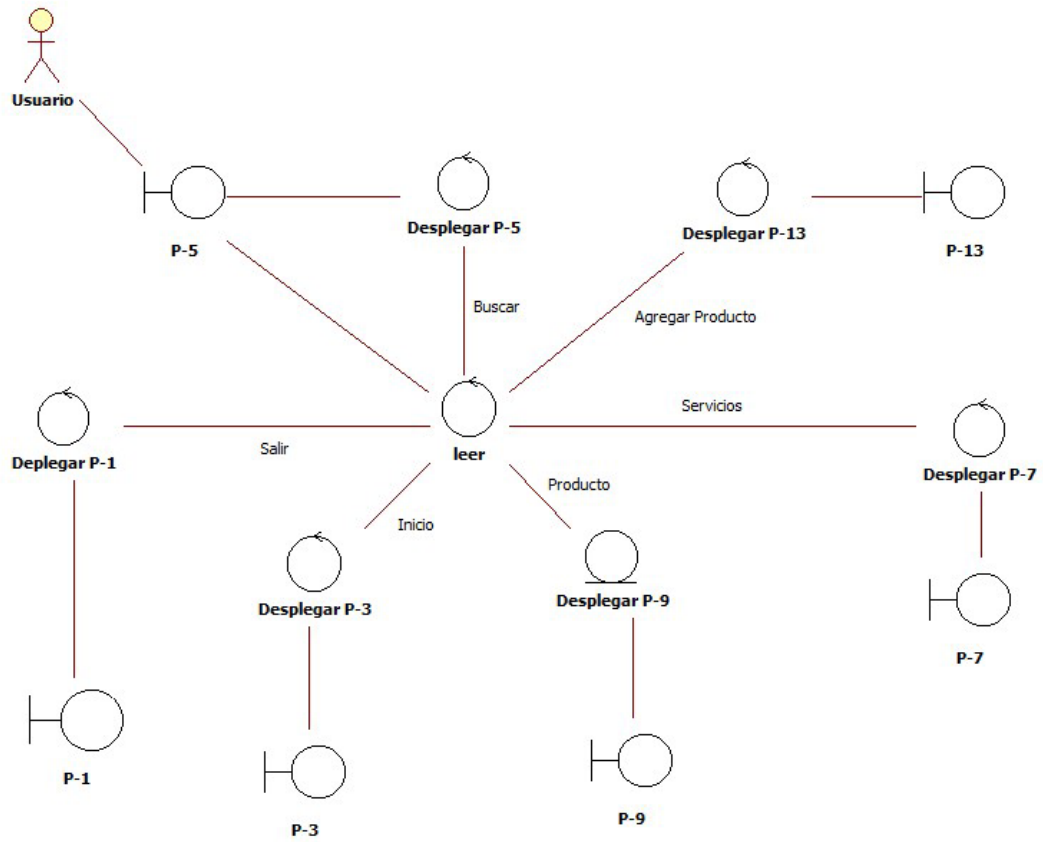 Usuario
P-5
Desplegar P-5
Desplegar P-13
P-13
Buscar
Agregar Producto
Servicios
Deplegar P-1
Salir
leer
Desplegar P-7
Producto
Inicio
Desplegar P-3
Desplegar P-9
P-7
P-1
P-3
P-9